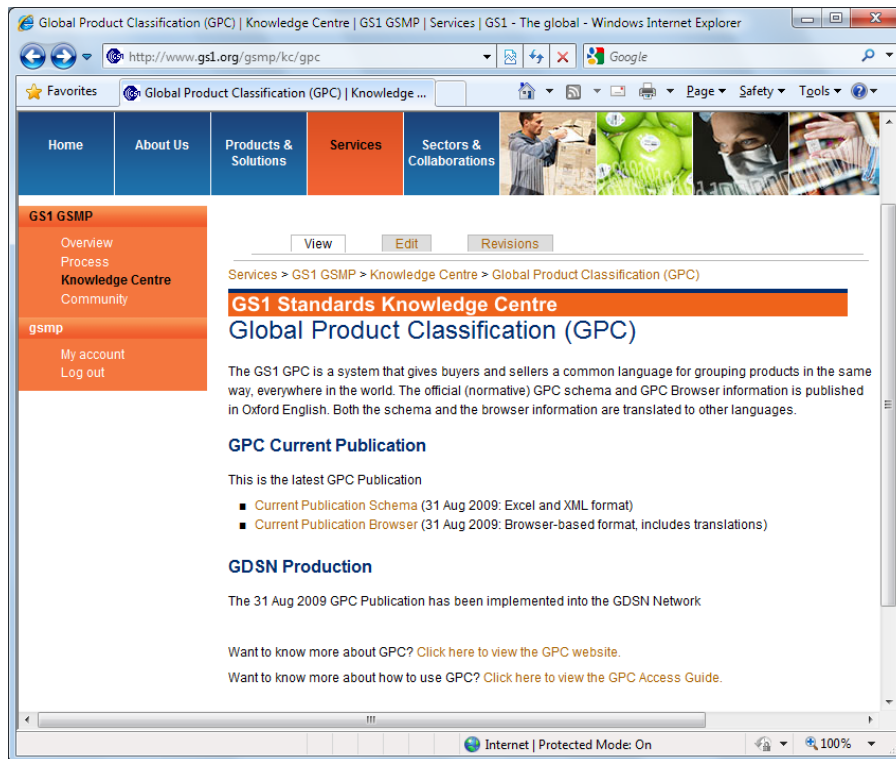 Global Product Classification (GPC) | Knowledge Centre | GS1 GSMP | Services | GS1 - The global - Windows Internet Explorer
http://www.gs1.org/gsmp/kc/gpc
Google
Favorites
Global Product Classification (GPC) | Knowledge ...
Page
Safety
Tools
Home
About Us
Products &
Solutions
Services
Sectors &
Collaborations
GS1 GSMP
Overview
Process
Knowledge Centre
Community
gsmp
My account
Log out
View
Edit
Revisions
Services > GS1 GSMP > Knowledge Centre > Global Product Classification (GPC)
GS1 Standards Knowledge Centre
Global Product Classification (GPC)
The GS1 GPC is a system that gives buyers and sellers a common language for grouping products in the same
way, everywhere in the world. The official (normative) GPC schema and GPC Browser information is published
in Oxford English. Both the schema and the browser information are translated to other languages.
GPC Current Publication
This is the latest GPC Publication
Current Publication Schema (31 Aug 2009: Excel and XML format)
Current Publication Browser (31 Aug 2009: Browser-based format, includes translations)
GDSN Production
The 31 Aug 2009 GPC Publication has been implemented into the GDSN Network
Want to know more about GPC? Click here to view the GPC website.
Want to know more about how to use GPC? Click here to view the GPC Access Guide.
Internet | Protected Mode: On
100%